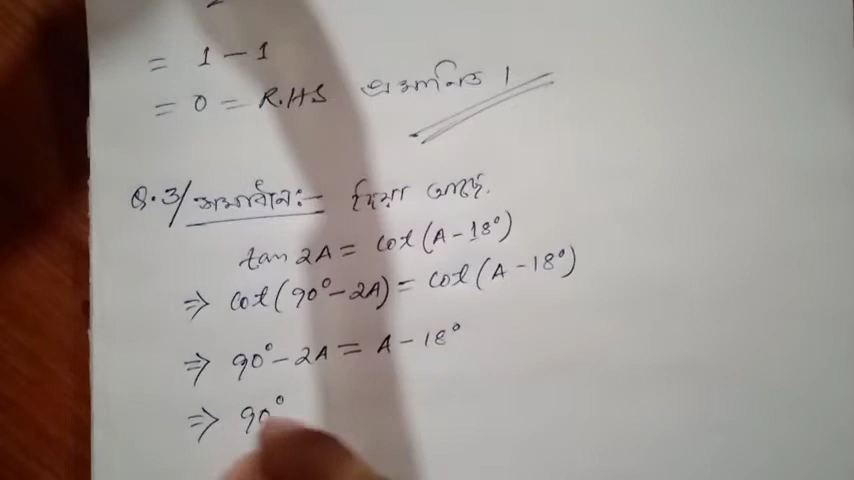 = 1 - 1
= 0 = R.H.S প্রমাণিত।
Q.3/ সমাধান:- দিয়া আছে.
tan 2A = cot(A - 18°)
⇒ cot(90° - 2A) = cot(A - 18°)
⇒ 90° - 2A = A - 18°
⇒ 90°